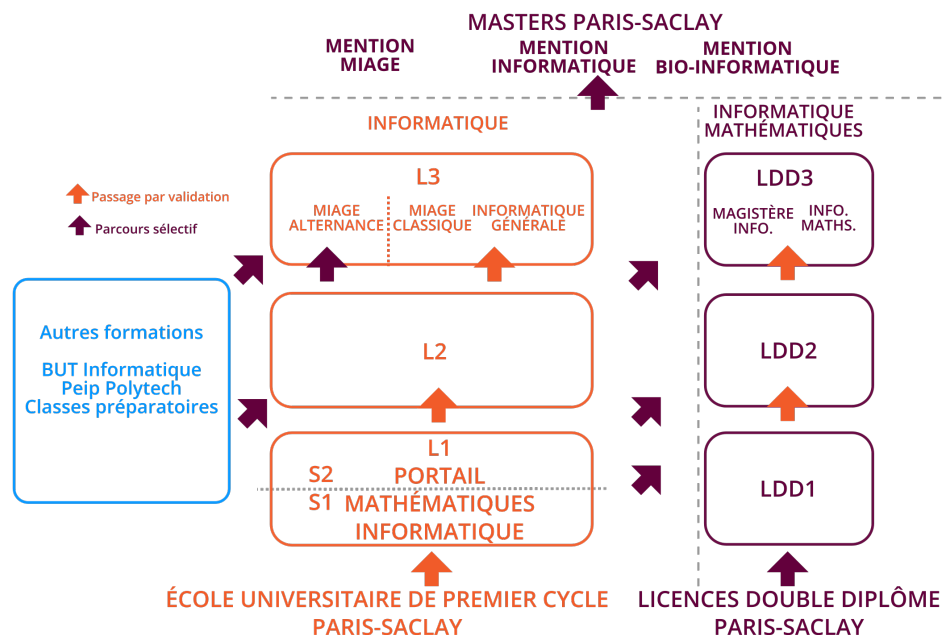 MASTERS PARIS-SACLAY
MENTION
MIAGE
MENTION
INFORMATIQUE
MENTION
BIO-INFORMATIQUE
INFORMATIQUE
INFORMATIQUE
MATHÉMATIQUES
Passage par validation
Parcours sélectif
L3
MIAGE
ALTERNANCE
MIAGE
CLASSIQUE
INFORMATIQUE
GÉNÉRALE
LDD3
MAGISTÈRE
INFO.
INFO.
MATHS.
Autres formations
BUT Informatique
Peip Polytech
Classes préparatoires
L2
LDD2
L1
S2
PORTAIL
S1
MATHÉMATIQUES
INFORMATIQUE
LDD1
ÉCOLE UNIVERSITAIRE DE PREMIER CYCLE
PARIS-SACLAY
LICENCES DOUBLE DIPLÔME
PARIS-SACLAY